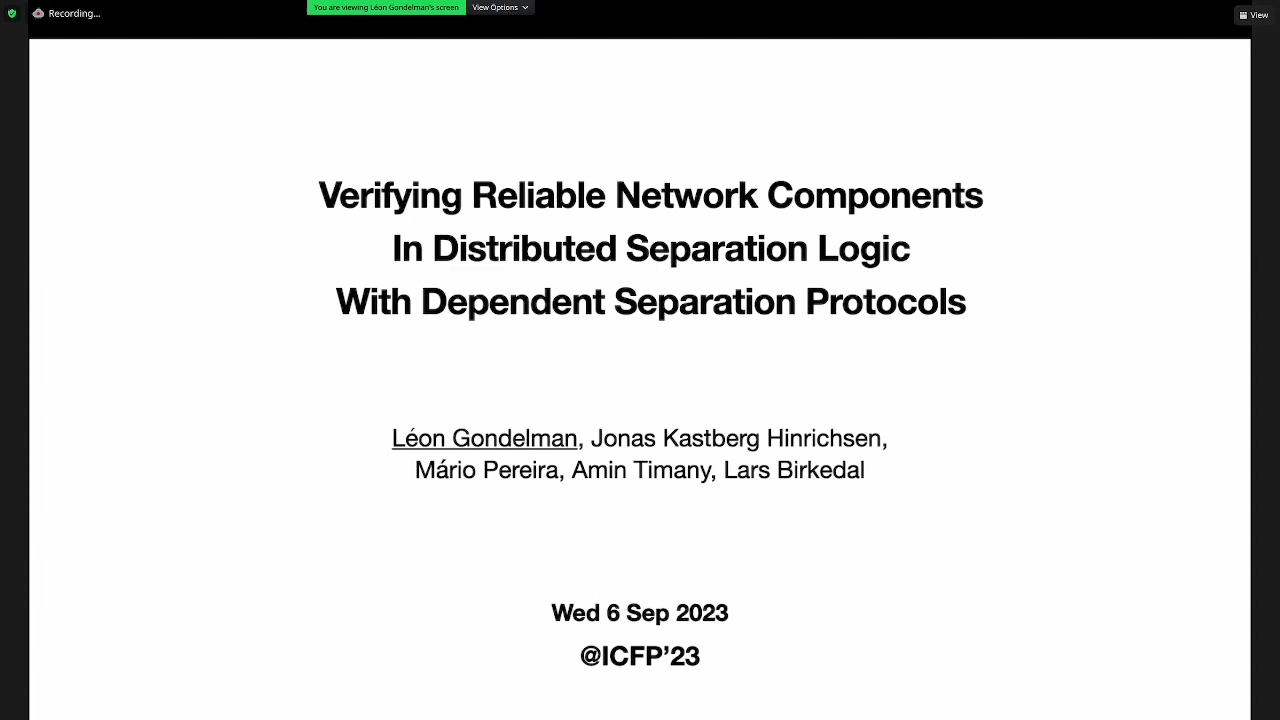 Recording...
You are viewing Léon Gondelman's screen
View Options
View
Verifying Reliable Network Components
In Distributed Separation Logic
With Dependent Separation Protocols
Léon Gondelman, Jonas Kastberg Hinrichsen,
Mário Pereira, Amin Timany, Lars Birkedal
Wed 6 Sep 2023
@ICFP’23